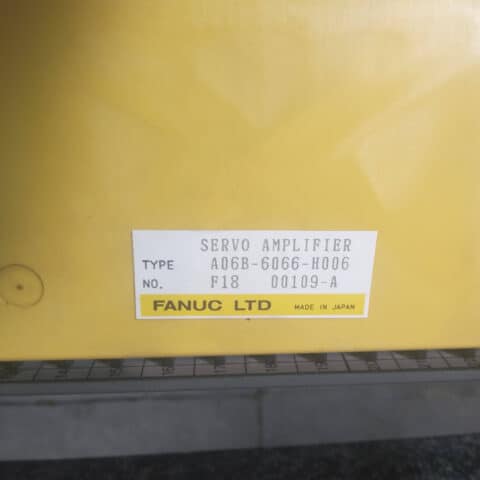 SERVO AMPLIFIER
TYPE A06B-6066-H006
NO. F18 00109-A
FANUC LTD MADE IN JAPAN